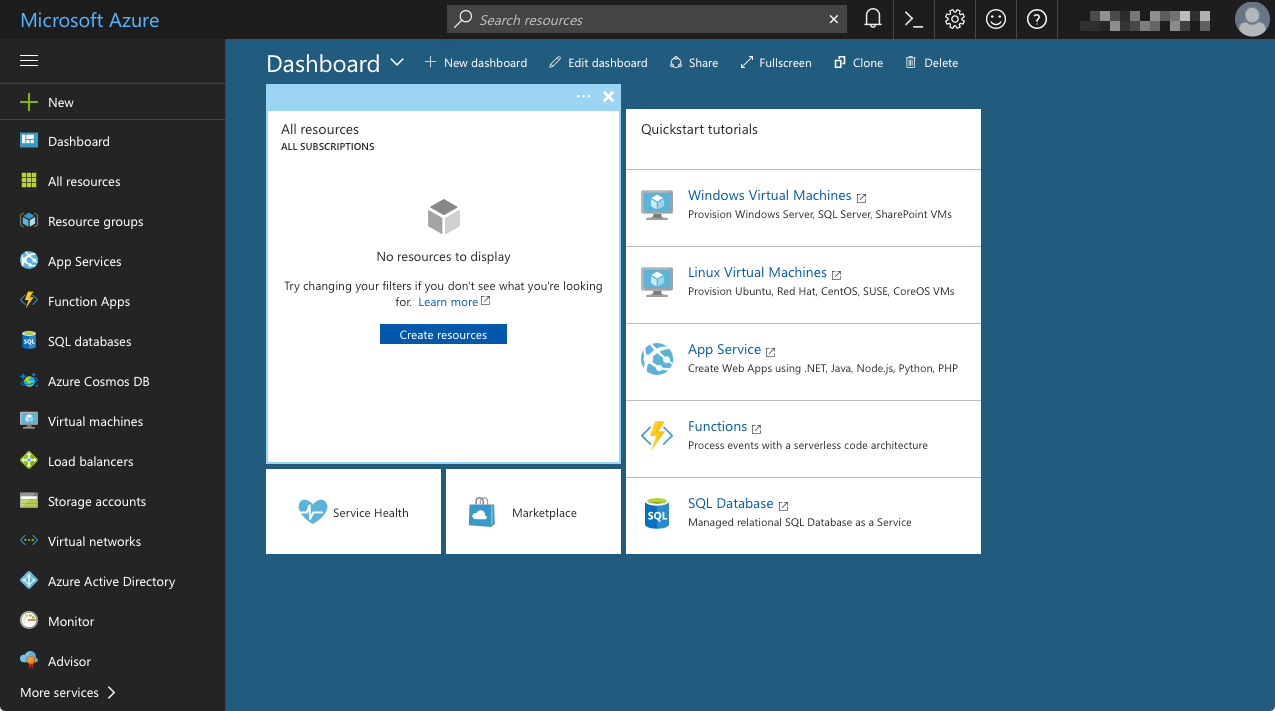 Microsoft Azure
Search resources
New
Dashboard
All resources
Resource groups
App Services
Function Apps
SQL databases
Azure Cosmos DB
Virtual machines
Load balancers
Storage accounts
Virtual networks
Azure Active Directory
Monitor
Advisor
More services
Dashboard
New dashboard
Edit dashboard
Share
Fullscreen
Clone
Delete
All resources
ALL SUBSCRIPTIONS
No resources to display
Try changing your filters if you don't see what you're looking
for. Learn more
Create resources
Service Health
Marketplace
Quickstart tutorials
Windows Virtual Machines
Provision Windows Server, SQL Server, SharePoint VMs
Linux Virtual Machines
Provision Ubuntu, Red Hat, CentOS, SUSE, CoreOS VMs
App Service
Create Web Apps using .NET, Java, Node.js, Python, PHP
Functions
Process events with a serverless code architecture
SQL
SQL Database
Managed relational SQL Database as a Service